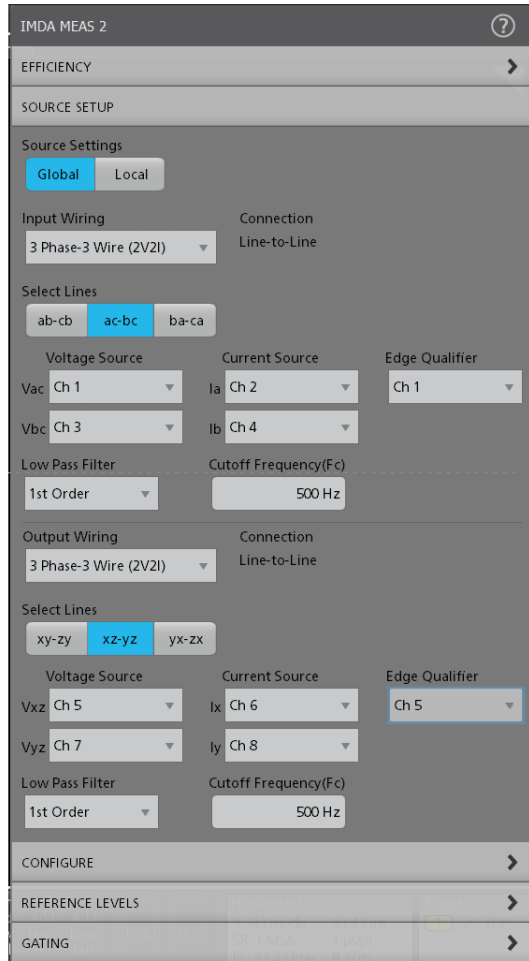 IMDA MEAS 2 ?
EFFICIENCY
SOURCE SETUP
Source Settings
Global Local
Input Wiring Connection
3 Phase-3 Wire (2V2I) Line-to-Line
Select Lines
ab-cb ac-bc ba-ca
Voltage Source Current Source Edge Qualifier
Vac Ch 1 Ia Ch 2 Ch 1
Vbc Ch 3 Ib Ch 4
Low Pass Filter Cutoff Frequency(Fc)
1st Order 500 Hz
Output Wiring Connection
3 Phase-3 Wire (2V2I) Line-to-Line
Select Lines
xy-zy xz-yz yx-zx
Voltage Source Current Source Edge Qualifier
Vxz Ch 5 Ix Ch 6 Ch 5
Vyz Ch 7 Iy Ch 8
Low Pass Filter Cutoff Frequency(Fc)
1st Order 500 Hz
CONFIGURE
REFERENCE LEVELS
GATING